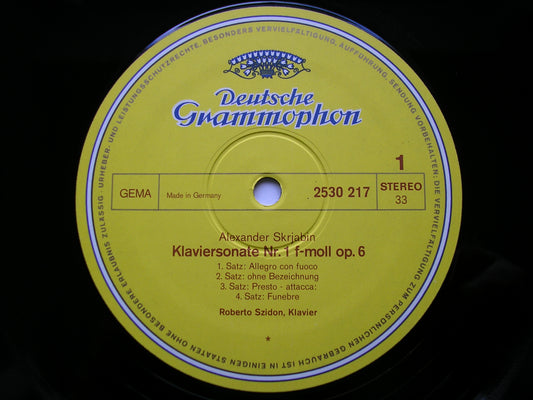 Deutsche
Grammophon
1
GEMA
Made in Germany
2530 217
STEREO
33
Alexander Skrjabin
Klaviersonate Nr. 1 f-moll op. 6
1. Satz: Allegro con fuoco
2. Satz: ohne Bezeichnung
3. Satz: Presto - attacca:
4. Satz: Funebre
Roberto Szidon, Klavier
*
URHEBER- UND LEISTUNGSSCHUTZRECHTE. BESONDERS VERVIELFÄLTIGUNG, AUFFÜHRUNG, SENDUNG VORBEHALTEN; DIE VERVIELFÄLTIGUNG ZUM PERSÖNLICHEN GEBRAUCH IST IN EINIGEN STAATEN OHNE BESONDERE ERLAUBNIS ZULÄSSIG ·